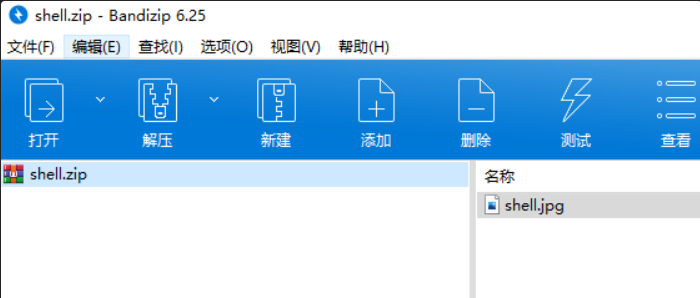 shell.zip - Bandizip 6.25
文件(F) 编辑(E) 查找(I) 选项(O) 视图(V) 帮助(H)
打开 解压 新建 添加 删除 测试 查看
shell.zip
名称
shell.jpg